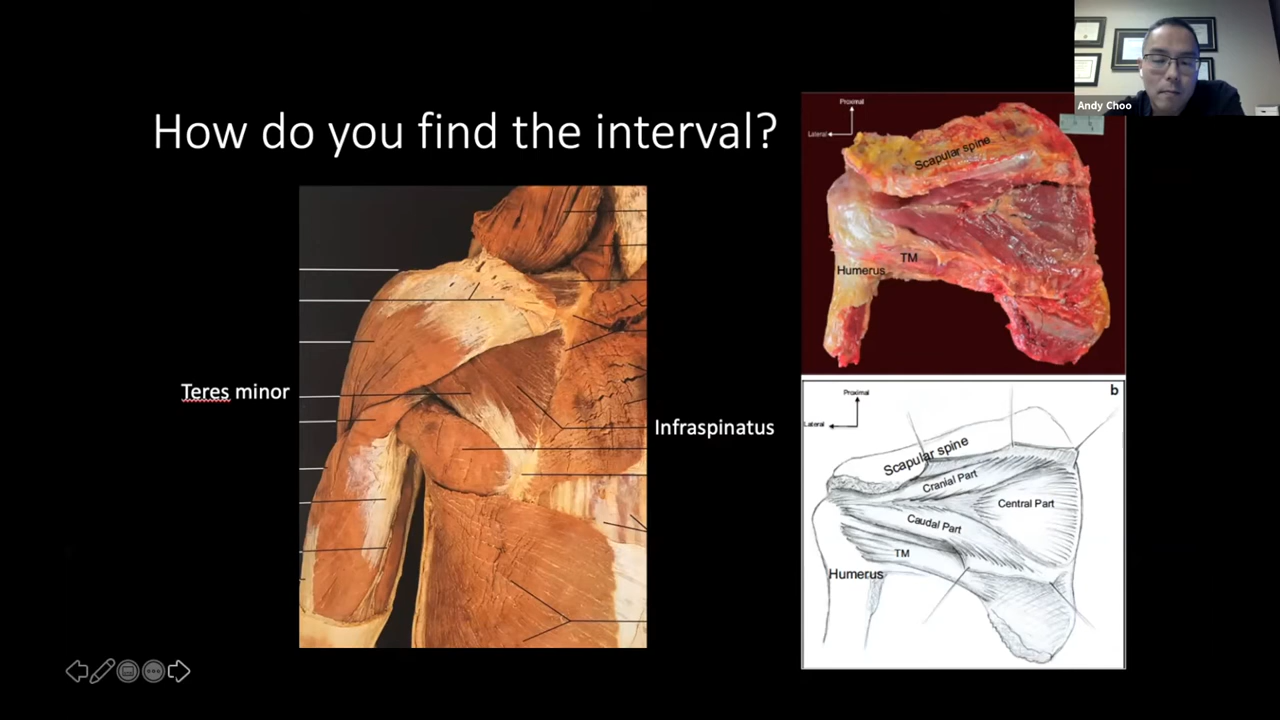 Andy Choo
How do you find the interval?
Teres minor
Infraspinatus
Proximal
Lateral
Scapular spine
TM
Humerus
b
Proximal
Lateral
Scapular spine
Cranial Part
Central Part
Caudal Part
TM
Humerus